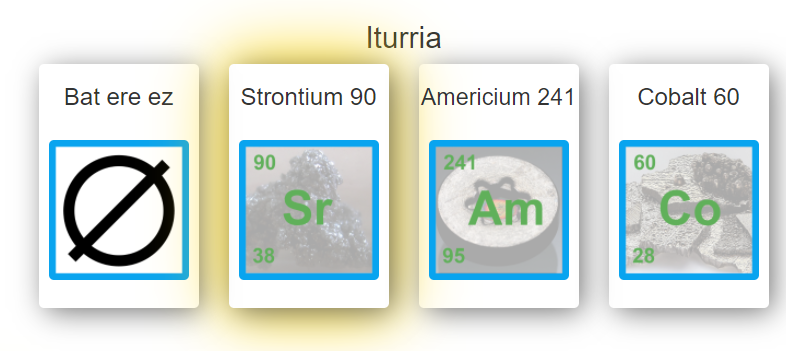 Iturria
Bat ere ez
Strontium 90
Americium 241
Cobalt 60
90
Sr
38
241
Am
95
60
Co
28